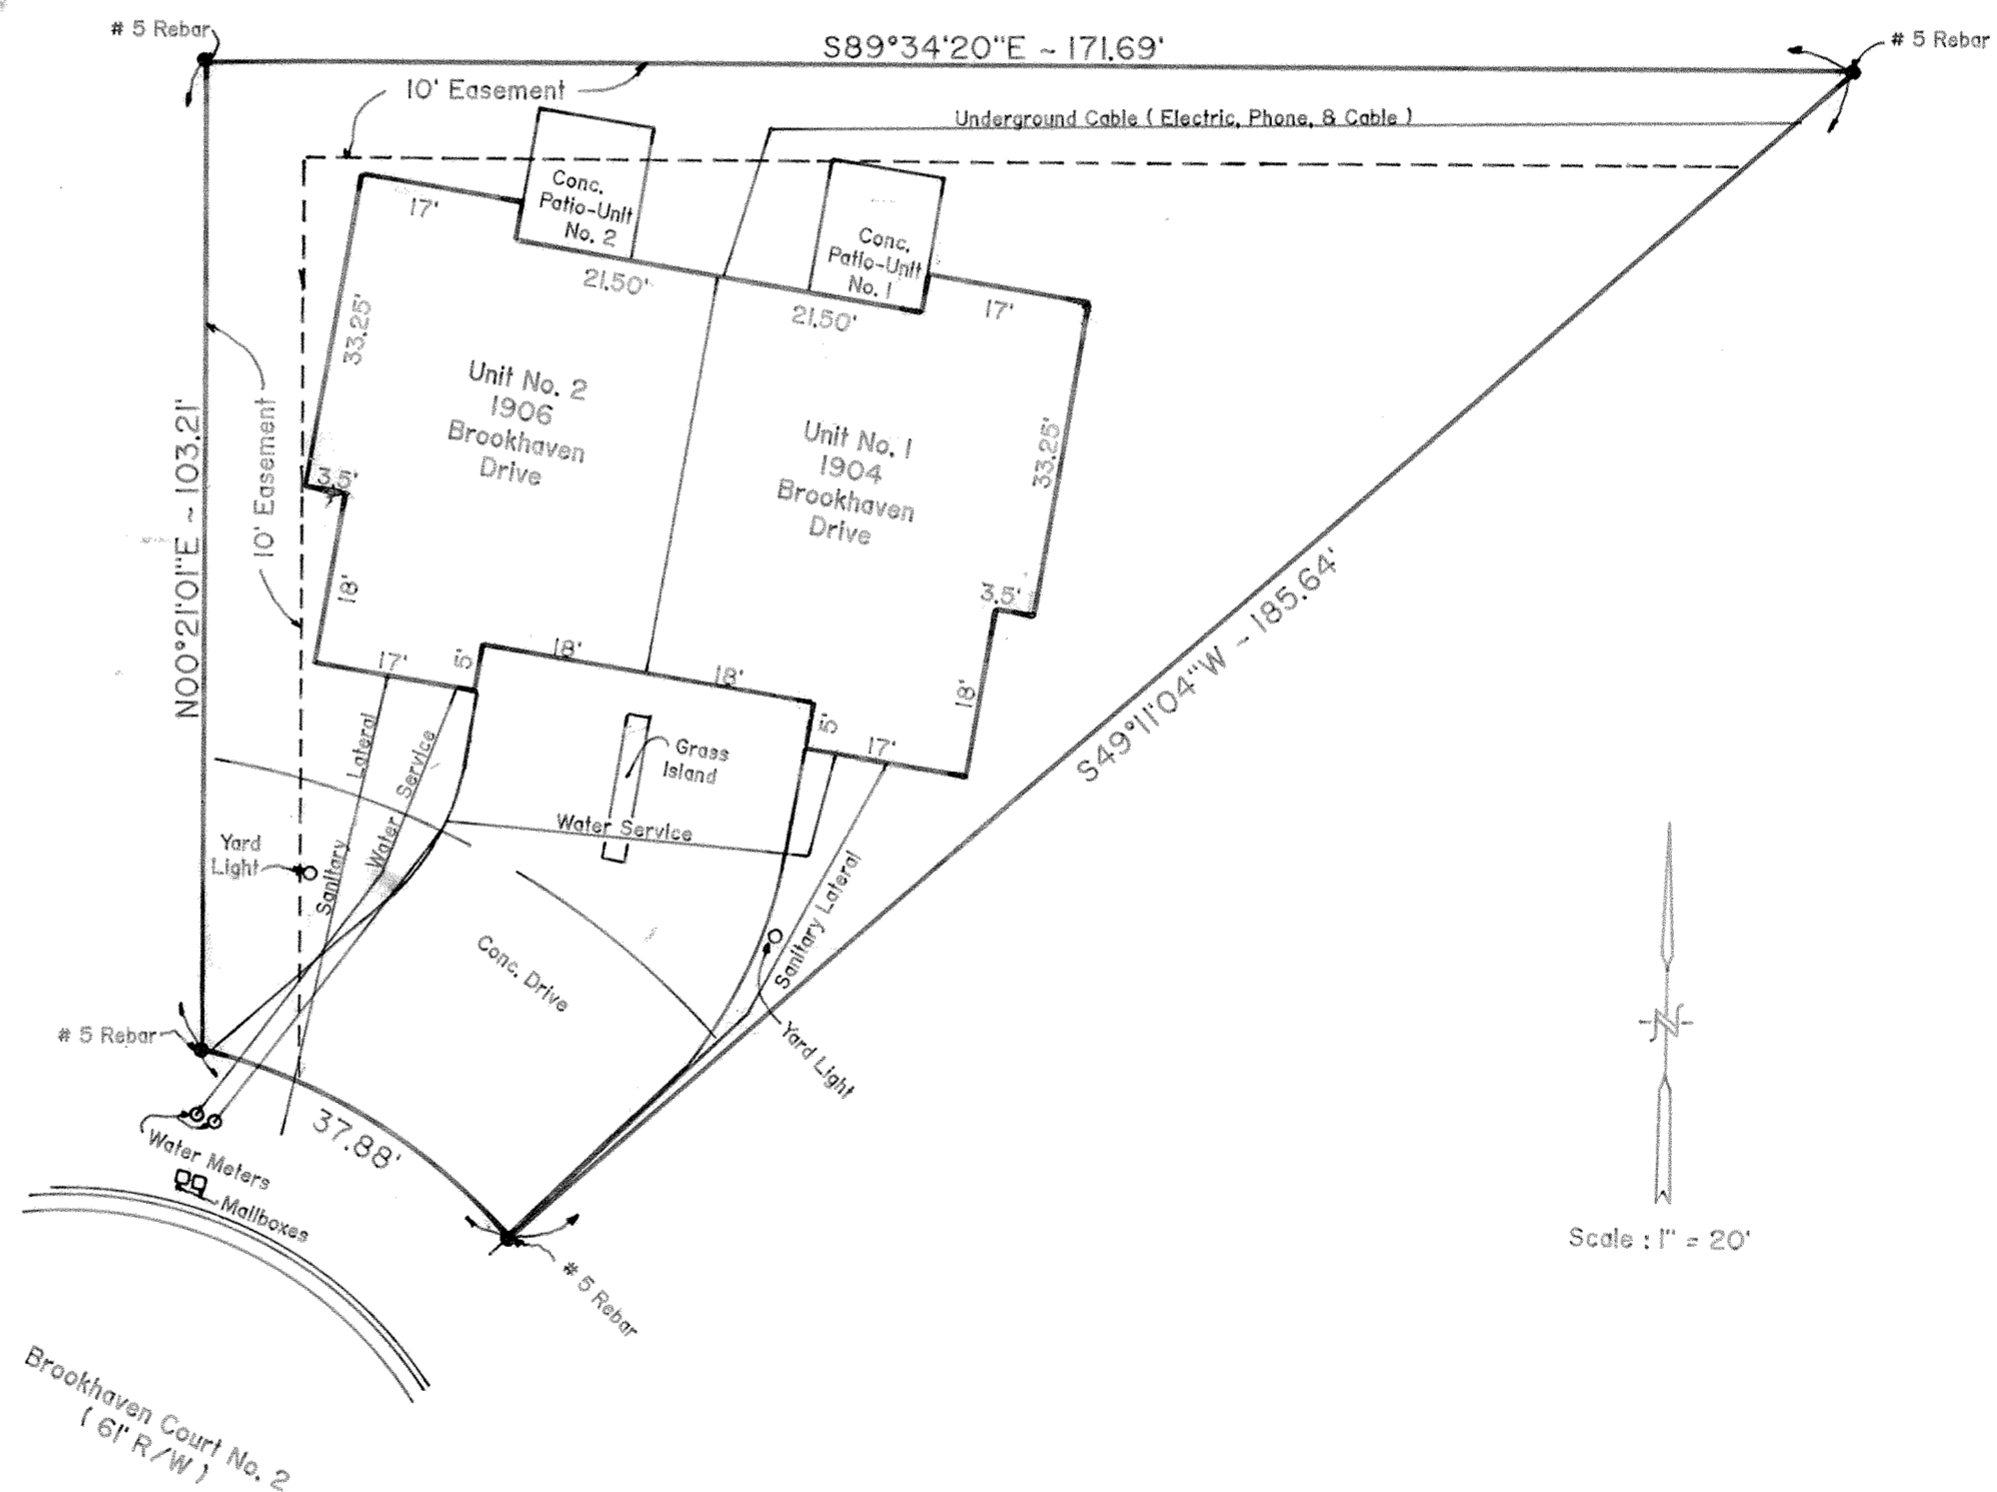 # 5 Rebar
S89°34'20"E ~ 171.69'
# 5 Rebar
10' Easement
Underground Cable ( Electric, Phone, & Cable )
Conc.
Patio-Unit
No. 2
17'
Conc.
Patio-Unit
No. 1
21.50'
21.50'
17'
33.25'
Unit No. 2
1906
Brookhaven
Drive
Unit No. 1
1904
Brookhaven
Drive
33.25'
N00°21'01"E ~ 103.21'
10' Easement
3.5'
18'
3.5'
18'
S49°11'04"W ~ 185.64'
17'
5'
18'
18'
5'
17'
Sanitary Lateral
Water Service
Grass
Island
Water Service
Yard
Light
Sanitary Lateral
Conc. Drive
Yard Light
# 5 Rebar
37.88'
Water Meters
Mailboxes
# 5 Rebar
N
Scale : 1" = 20'
Brookhaven Court No. 2
( 61' R/W )